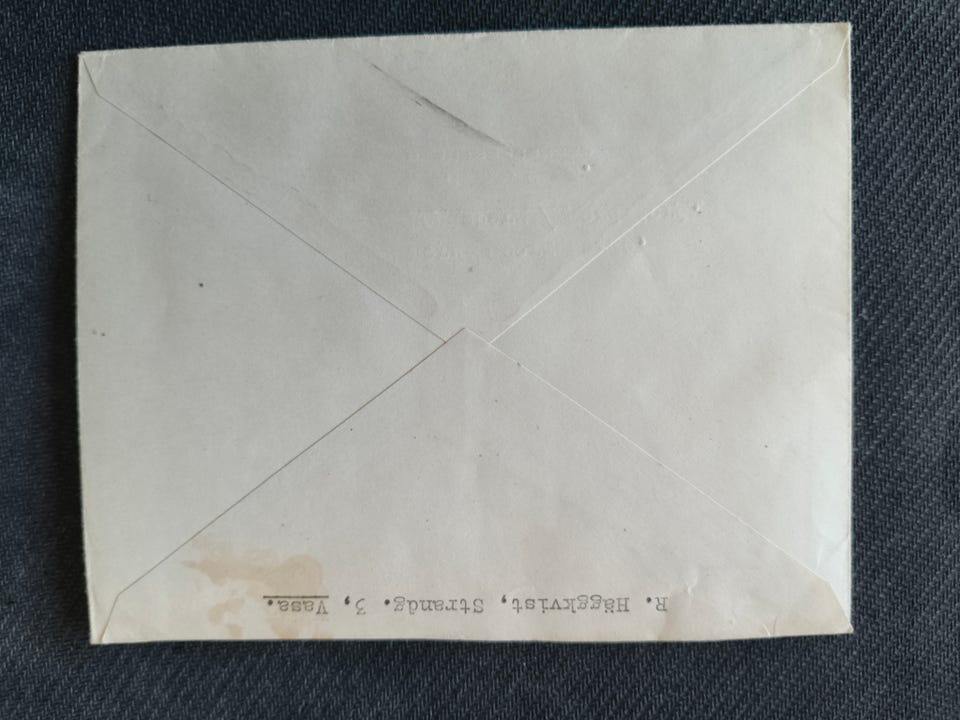 R. Häggkvist, Strandg. 3, Vasa.